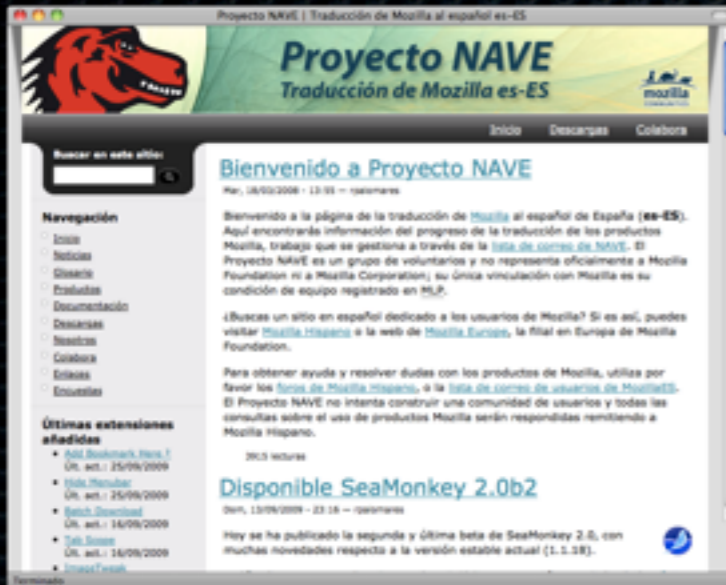 Proyecto NAVE | Traducción de Mozilla al español es-ES
Proyecto NAVE
Traducción de Mozilla es-ES
mozilla
Inicio Descargas Colabora
Buscar en este sitio:
Navegación
Inicio
Noticias
Glosario
Productos
Documentación
Descargas
Nosotros
Colabora
Enlaces
Encuestas
Últimas extensiones
añadidas
Add Bookmark Here ?
Últ. act.: 25/09/2009
Hide Menubar
Últ. act.: 25/09/2009
Batch Download
Últ. act.: 16/09/2009
Tab Scope
Últ. act.: 16/09/2009
ImageTweak
Bienvenido a Proyecto NAVE
Mar, 18/03/2008 - 13:55 — rpalomares
Bienvenido a la página de la traducción de Mozilla al español de España (es-ES).
Aquí encontrarás información del progreso de la traducción de los productos
Mozilla, trabajo que se gestiona a través de la lista de correo de NAVE. El
Proyecto NAVE es un grupo de voluntarios y no representa oficialmente a Mozilla
Foundation ni a Mozilla Corporation; su única vinculación con Mozilla es su
condición de equipo registrado en MLP.
¿Buscas un sitio en español dedicado a los usuarios de Mozilla? Si es así, puedes
visitar Mozilla Hispano o la web de Mozilla Europe, la filial en Europa de Mozilla
Foundation.
Para obtener ayuda y resolver dudas con los productos de Mozilla, utiliza por
favor los foros de Mozilla Hispano, o la lista de correo de usuarios de MozillaES.
El Proyecto NAVE no intenta construir una comunidad de usuarios y todas las
consultas sobre el uso de productos Mozilla serán respondidas remitiendo a
Mozilla Hispano.
3915 lecturas
Disponible SeaMonkey 2.0b2
Dom, 13/09/2009 - 23:16 — rpalomares
Hoy se ha publicado la segunda y última beta de SeaMonkey 2.0, con
muchas novedades respecto a la versión estable actual (1.1.18).
Terminado